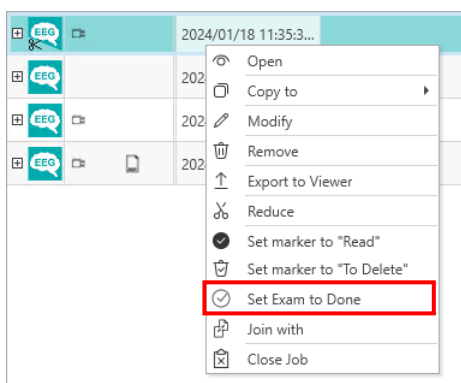 EEG
2024/01/18 11:35:3...
Open
EEG
202
Copy to
EEG
202
Modify
Remove
EEG
202
Export to Viewer
Reduce
Set marker to "Read"
Set marker to "To Delete"
Set Exam to Done
Join with
Close Job